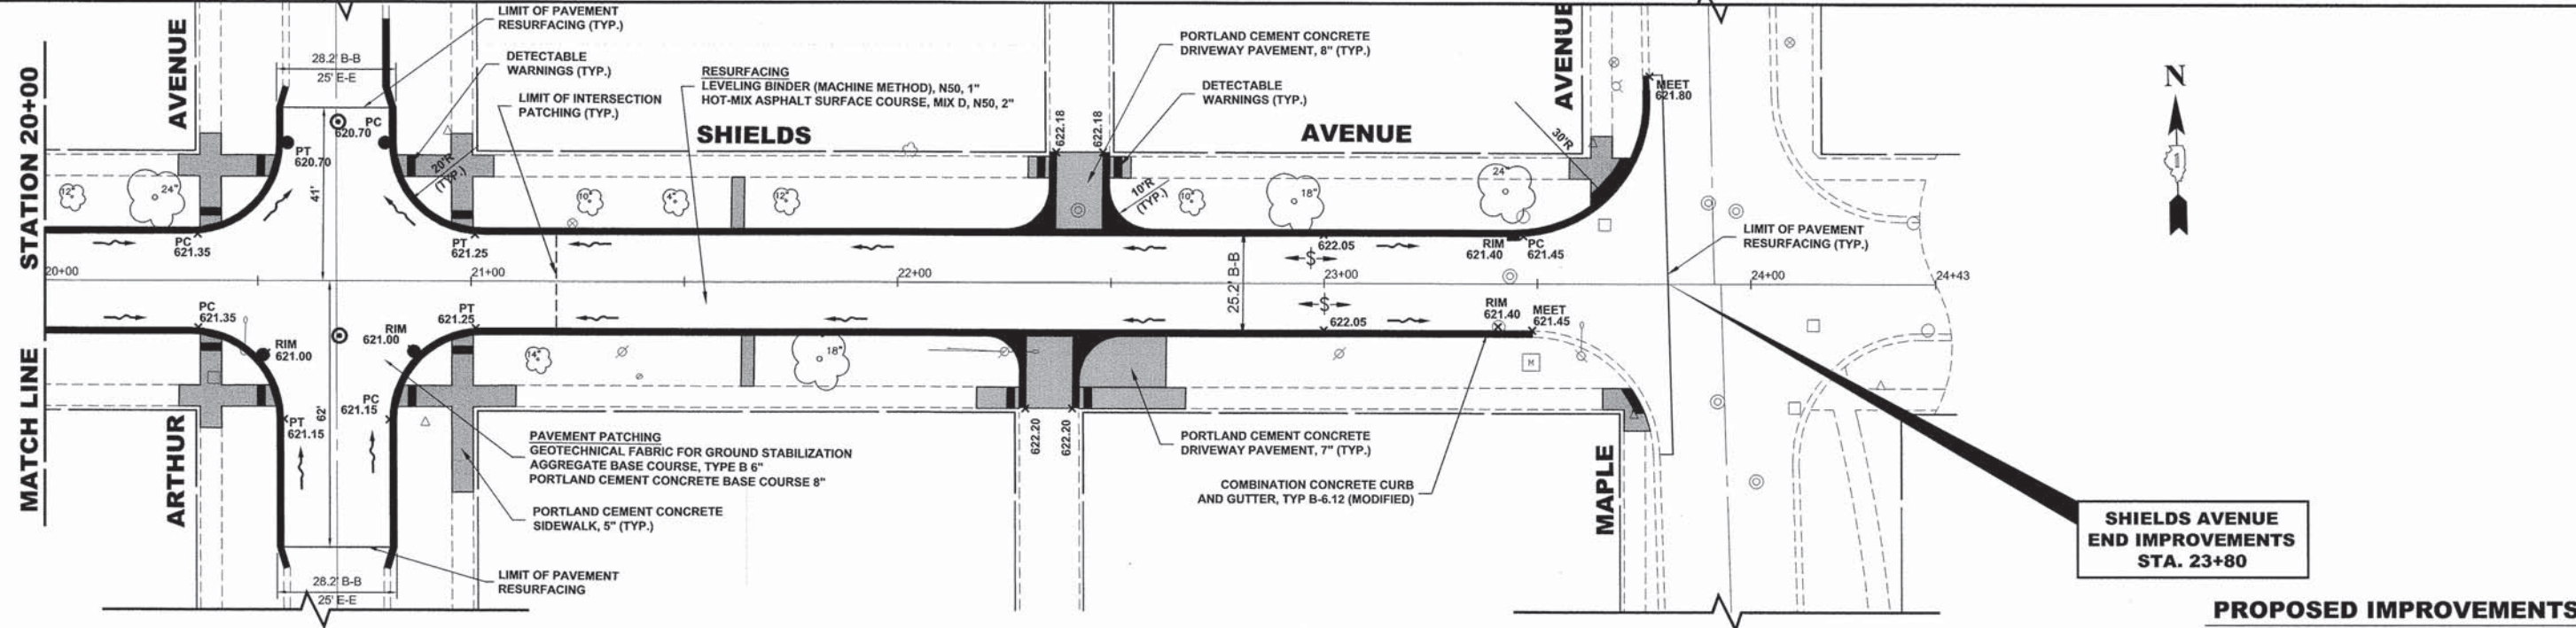 MATCH LINE STATION 20+00
AVENUE
ARTHUR
LIMIT OF PAVEMENT
RESURFACING (TYP.)
DETECTABLE
WARNINGS (TYP.)
LIMIT OF INTERSECTION
PATCHING (TYP.)
RESURFACING
LEVELING BINDER (MACHINE METHOD), N50, 1"
HOT-MIX ASPHALT SURFACE COURSE, MIX D, N50, 2"
28.2' B-B
25' E-E
PC
620.70
PT
620.70
20'R
(TYP.)
41'
12"
24"
PC
621.35
PT
621.25
SHIELDS
AVENUE
10"
4"
12"
622.18
622.18
PORTLAND CEMENT CONCRETE
DRIVEWAY PAVEMENT, 8" (TYP.)
DETECTABLE
WARNINGS (TYP.)
10'R
(TYP.)
10"
18"
24"
AVENUE
30'R
MEET
621.80
N
LIMIT OF PAVEMENT
RESURFACING (TYP.)
622.05
$
RIM
621.40
PC
621.45
20+00
21+00
22+00
23+00
24+00
24+43
25.2' B-B
$
622.05
RIM
621.40
MEET
621.45
PC
621.35
PT
621.25
RIM
621.00
RIM
621.00
62'
PT
621.15
PC
621.15
14"
18"
M
622.20
622.20
PAVEMENT PATCHING
GEOTECHNICAL FABRIC FOR GROUND STABILIZATION
AGGREGATE BASE COURSE, TYPE B 6"
PORTLAND CEMENT CONCRETE BASE COURSE 8"
PORTLAND CEMENT CONCRETE
SIDEWALK, 5" (TYP.)
LIMIT OF PAVEMENT
RESURFACING
28.2' B-B
25' E-E
PORTLAND CEMENT CONCRETE
DRIVEWAY PAVEMENT, 7" (TYP.)
COMBINATION CONCRETE CURB
AND GUTTER, TYP B-6.12 (MODIFIED)
MAPLE
SHIELDS AVENUE
END IMPROVEMENTS
STA. 23+80
PROPOSED IMPROVEMENTS